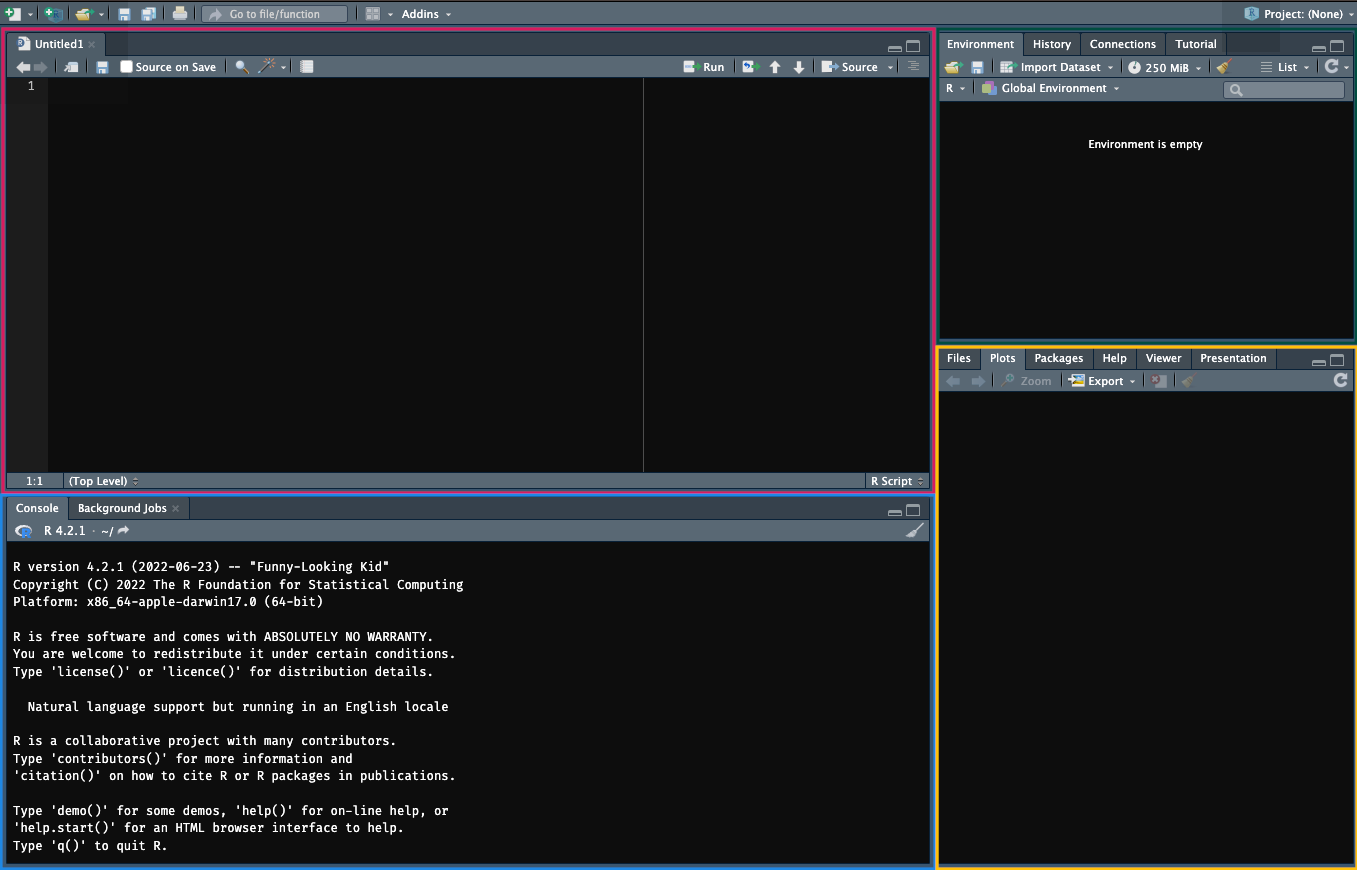 Go to file/function Addins Project: (None)
Untitled1
Source on Save Run Source
1
1:1 (Top Level) R Script
Console Background Jobs
R 4.2.1 · ~/
R version 4.2.1 (2022-06-23) -- "Funny-Looking Kid"
Copyright (C) 2022 The R Foundation for Statistical Computing
Platform: x86_64-apple-darwin17.0 (64-bit)
R is free software and comes with ABSOLUTELY NO WARRANTY.
You are welcome to redistribute it under certain conditions.
Type 'license()' or 'licence()' for distribution details.
Natural language support but running in an English locale
R is a collaborative project with many contributors.
Type 'contributors()' for more information and
'citation()' on how to cite R or R packages in publications.
Type 'demo()' for some demos, 'help()' for on-line help, or
'help.start()' for an HTML browser interface to help.
Type 'q()' to quit R.
Environment History Connections Tutorial
Import Dataset 250 MiB List
R Global Environment
Environment is empty
Files Plots Packages Help Viewer Presentation
Zoom Export